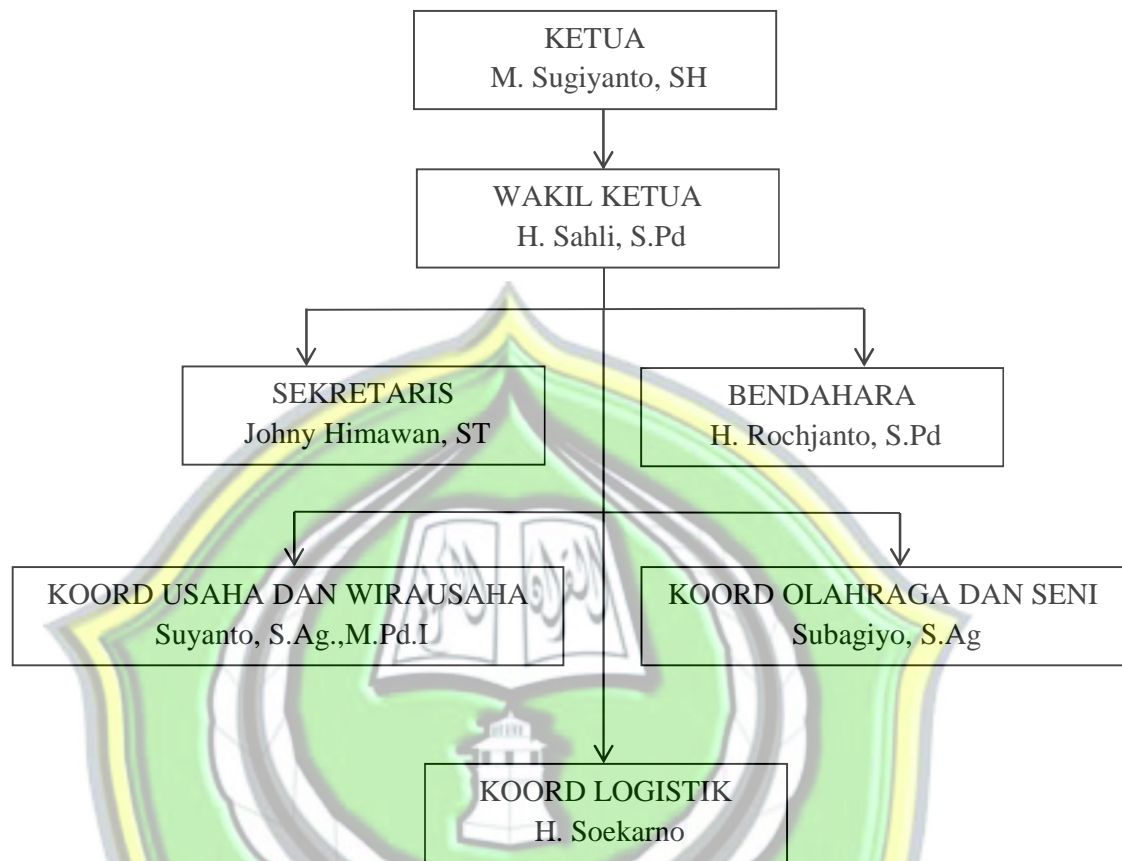 KETUA
M. Sugiyanto, SH
WAKIL KETUA
H. Sahli, S.Pd
SEKRETARIS
Johny Himawan, ST
BENDAHARA
H. Rochjanto, S.Pd
KOORD USAHA DAN WIRAUSAHA
Suyanto, S.Ag.,M.Pd.I
KOORD OLAHRAGA DAN SENI
Subagiyo, S.Ag
KOORD LOGISTIK
H. Soekarno